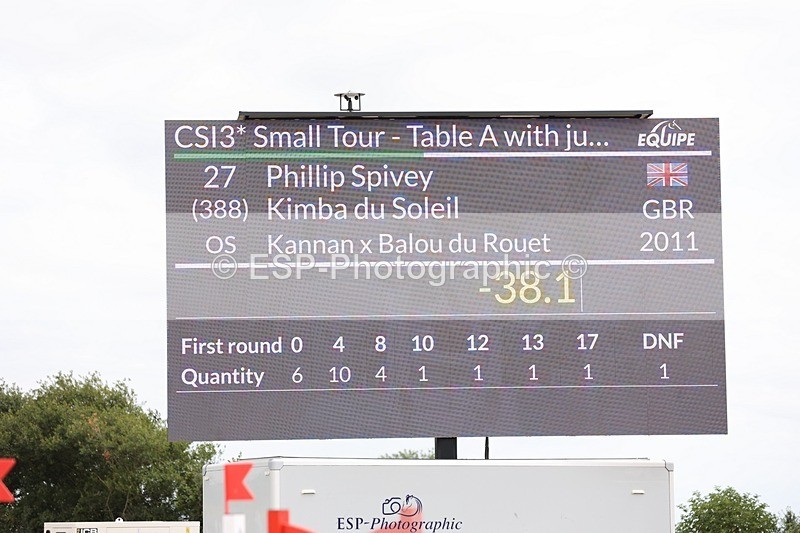 CSI3* Small Tour - Table A with ju... EQUIPE
27 Phillip Spivey
(388) Kimba du Soleil GBR
OS Kannan x Balou du Rouet 2011
© ESP-Photographic ©
-38.1
First round 0 4 8 10 12 13 17 DNF
Quantity 6 10 4 1 1 1 1 1
ESP-Photographic
JCB